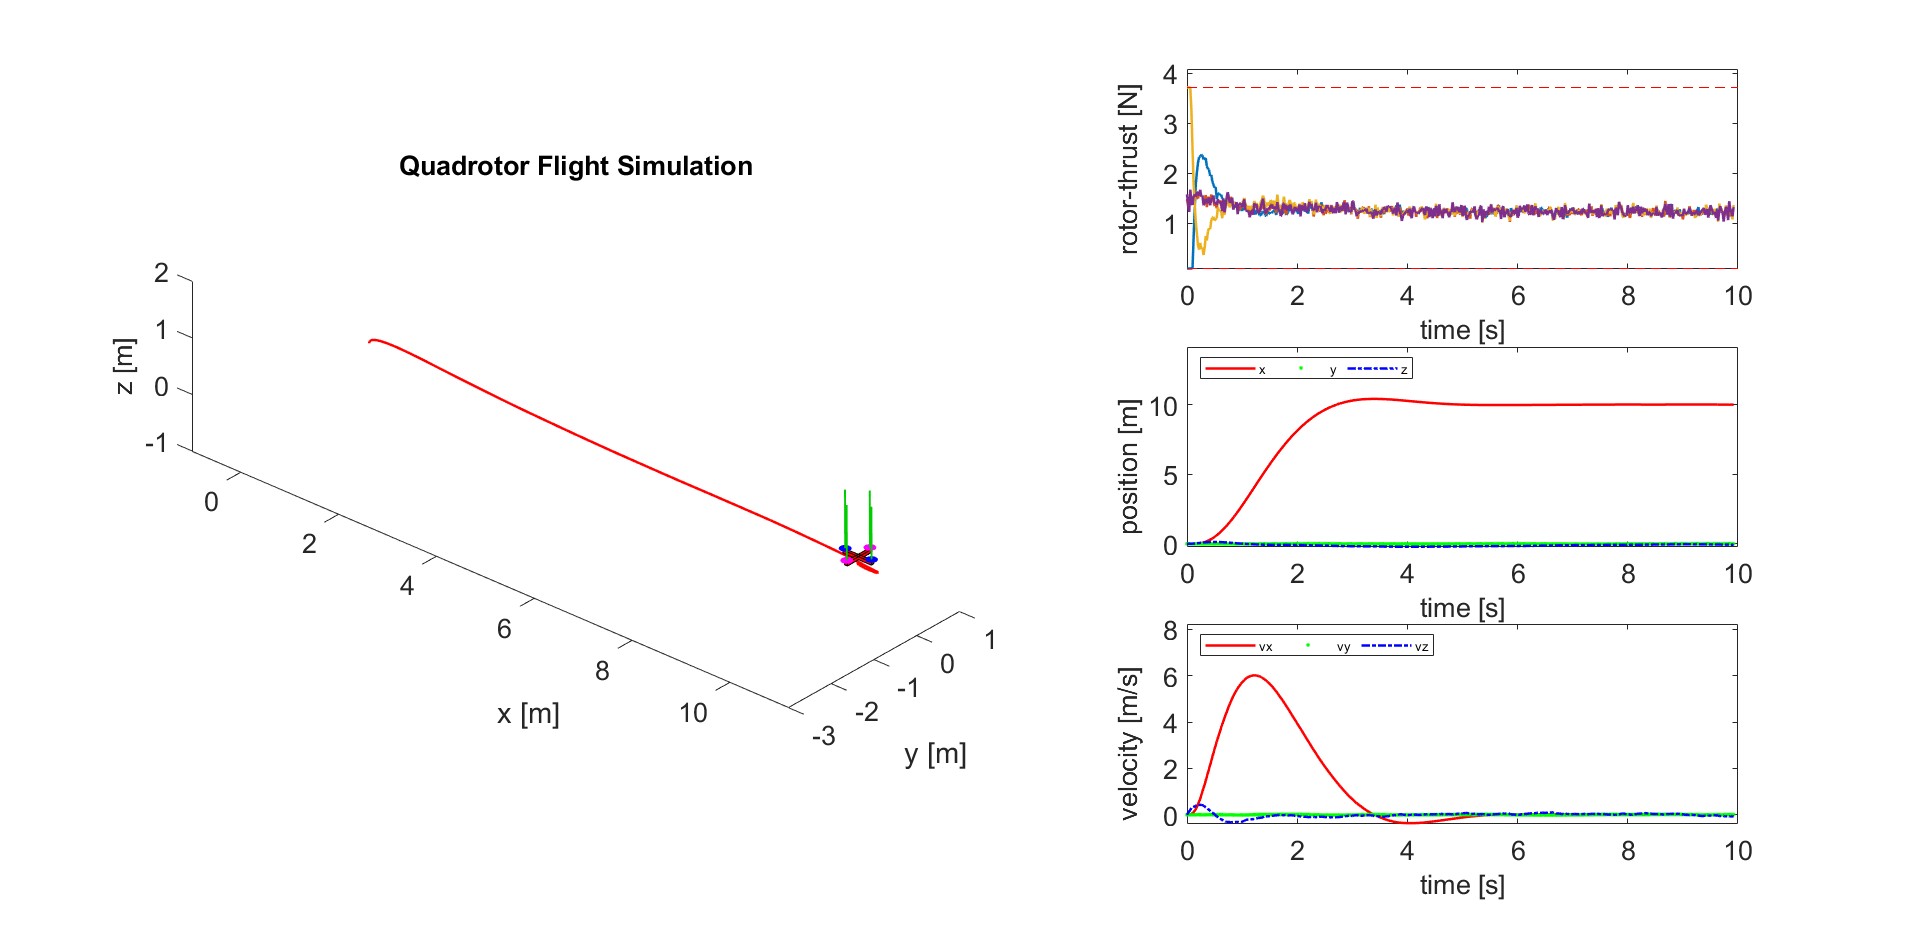 Quadrotor Flight Simulation
2
1
0
-1
z [m]
0
2
4
6
8
10
x [m]
-3
-2
-1
0
1
y [m]
4
3
2
1
rotor-thrust [N]
0 2 4 6 8 10
time [s]
x y z
10
5
0
position [m]
0 2 4 6 8 10
time [s]
vx vy vz
8
6
4
2
0
velocity [m/s]
0 2 4 6 8 10
time [s]